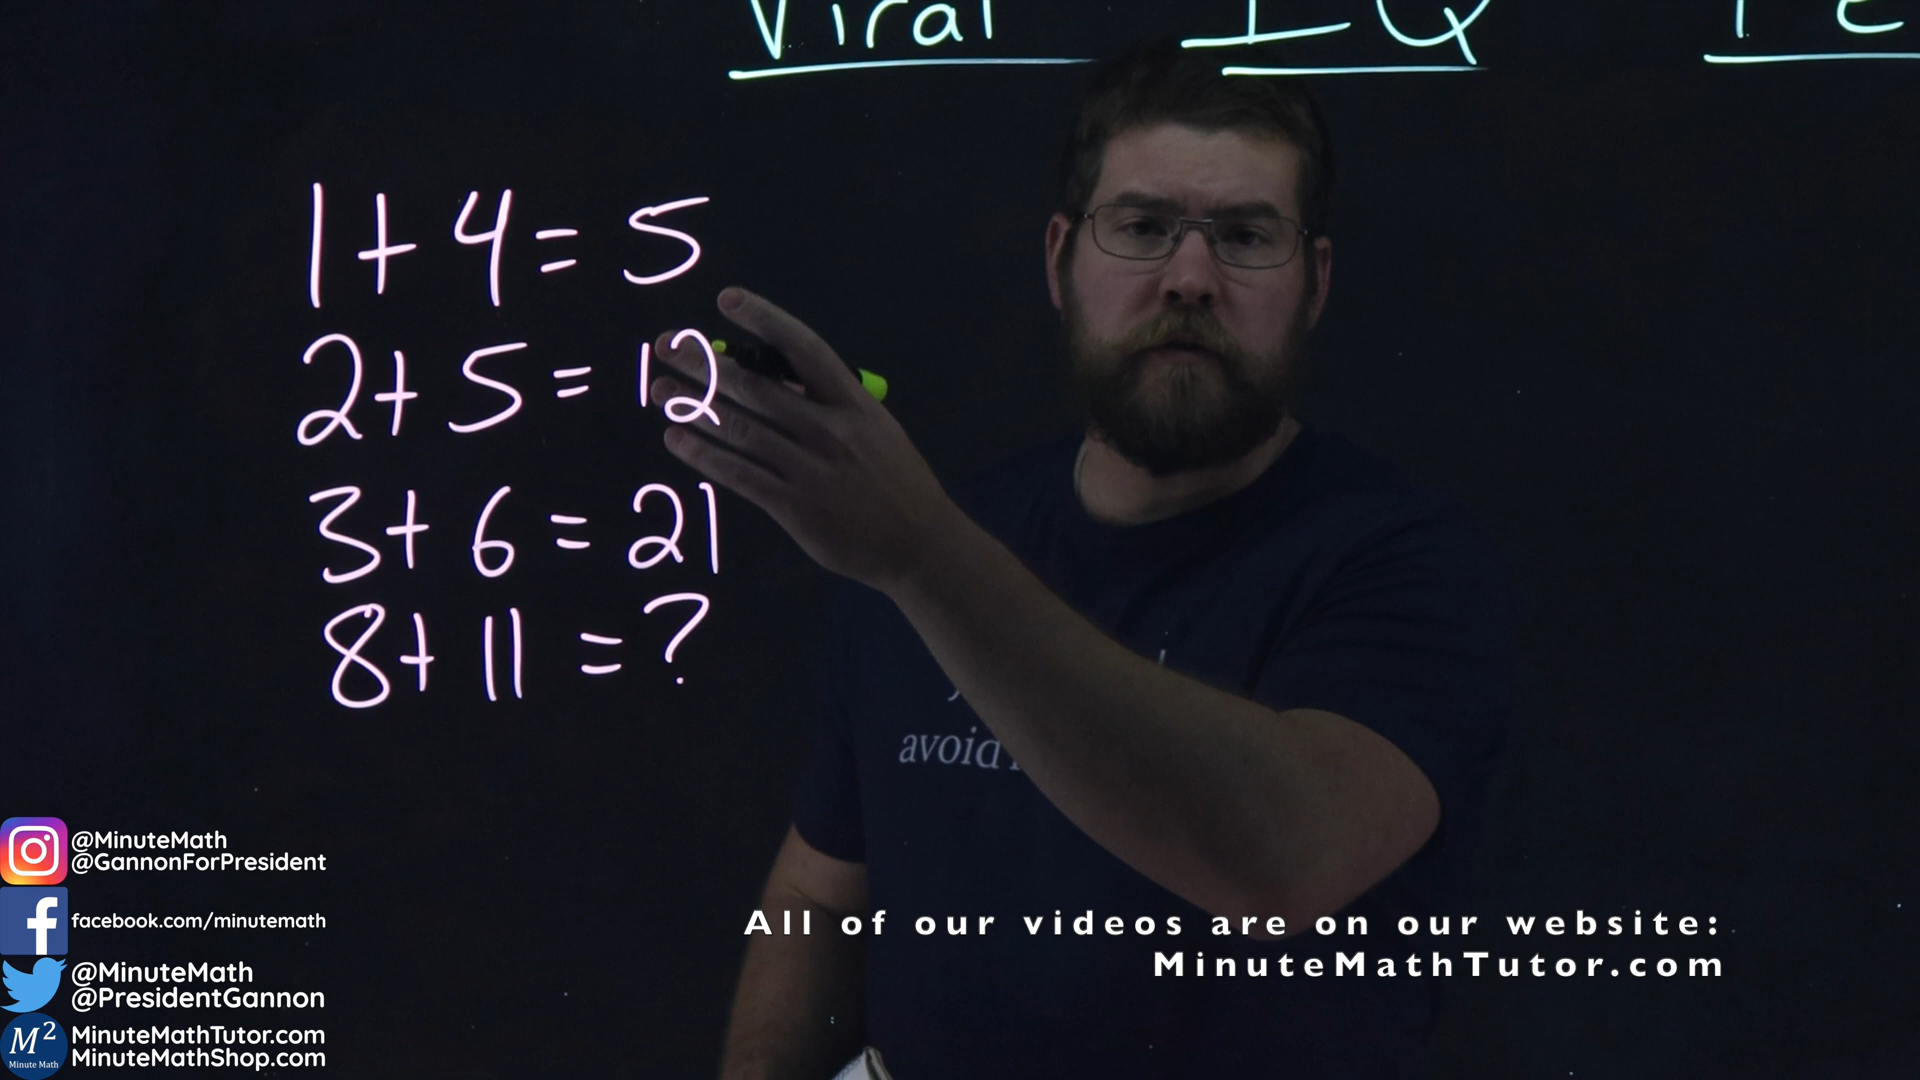 Viral IQ Te
1 + 4 = 5
2 + 5 = 12
3 + 6 = 21
8 + 11 = ?
avoid
@MinuteMath
@GannonForPresident
facebook.com/minutemath
@MinuteMath
@PresidentGannon
M²
Minute Math
MinuteMathTutor.com
MinuteMathShop.com
All of our videos are on our website:
MinuteMathTutor.com